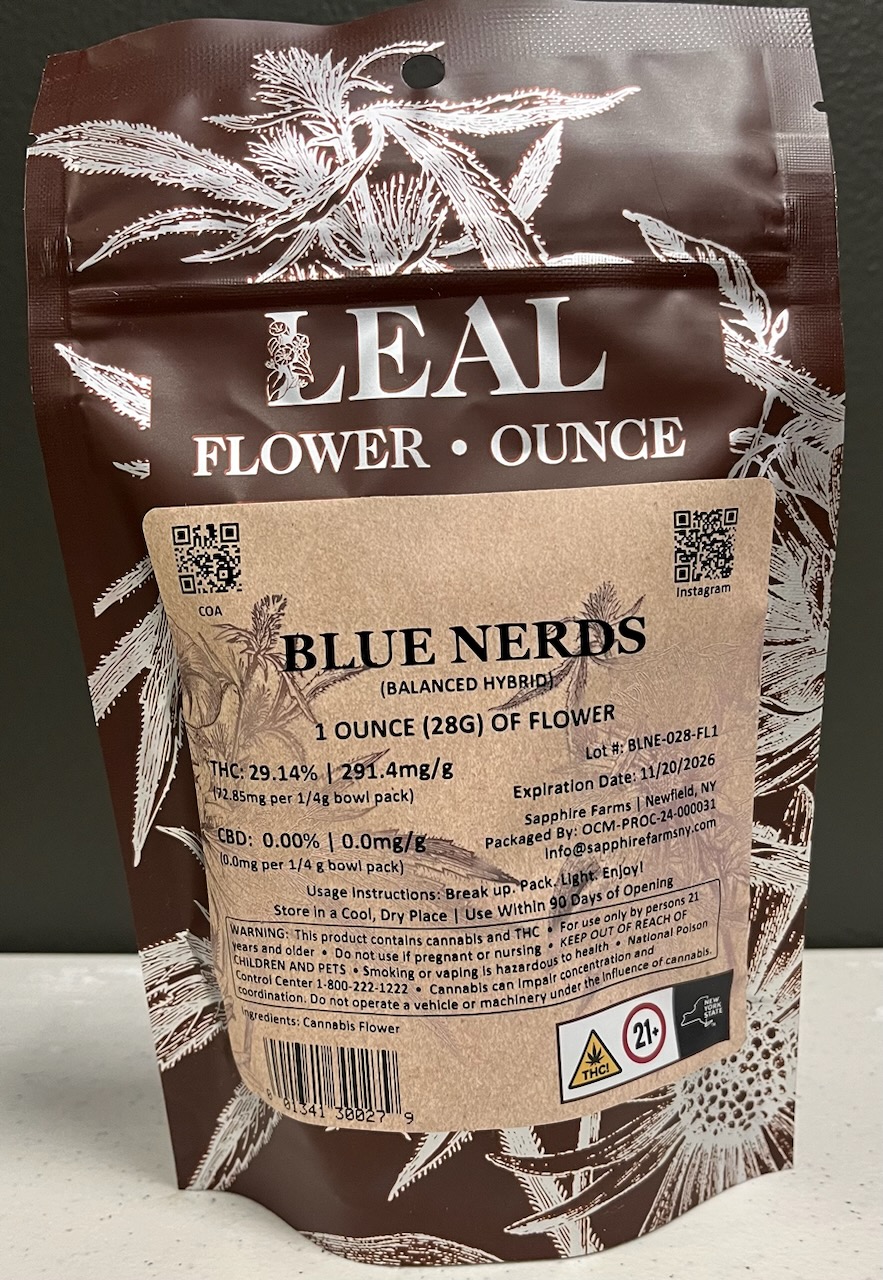 LEAL
FLOWER • OUNCE
COA
Instagram
BLUE NERDS
(BALANCED HYBRID)
1 OUNCE (28G) OF FLOWER
THC: 29.14% | 291.4mg/g
(72.85mg per 1/4g bowl pack)
CBD: 0.00% | 0.0mg/g
(0.0mg per 1/4 g bowl pack)
Lot #: BLNE-028-FL1
Expiration Date: 11/20/2026
Sapphire Farms | Newfield, NY
Packaged By: OCM-PROC-24-000031
info@sapphirefarmsny.com
Usage Instructions: Break up. Pack. Light. Enjoy!
Store in a Cool, Dry Place | Use Within 90 Days of Opening
WARNING: This product contains cannabis and THC • For use only by persons 21
years and older • Do not use if pregnant or nursing • KEEP OUT OF REACH OF
CHILDREN AND PETS • Smoking or vaping is hazardous to health • National Poison
Control Center 1-800-222-1222 • Cannabis can impair concentration and
coordination. Do not operate a vehicle or machinery under the influence of cannabis.
Ingredients: Cannabis Flower
THC!
21+
NEW
YORK
STATE
8 01341 30027 9